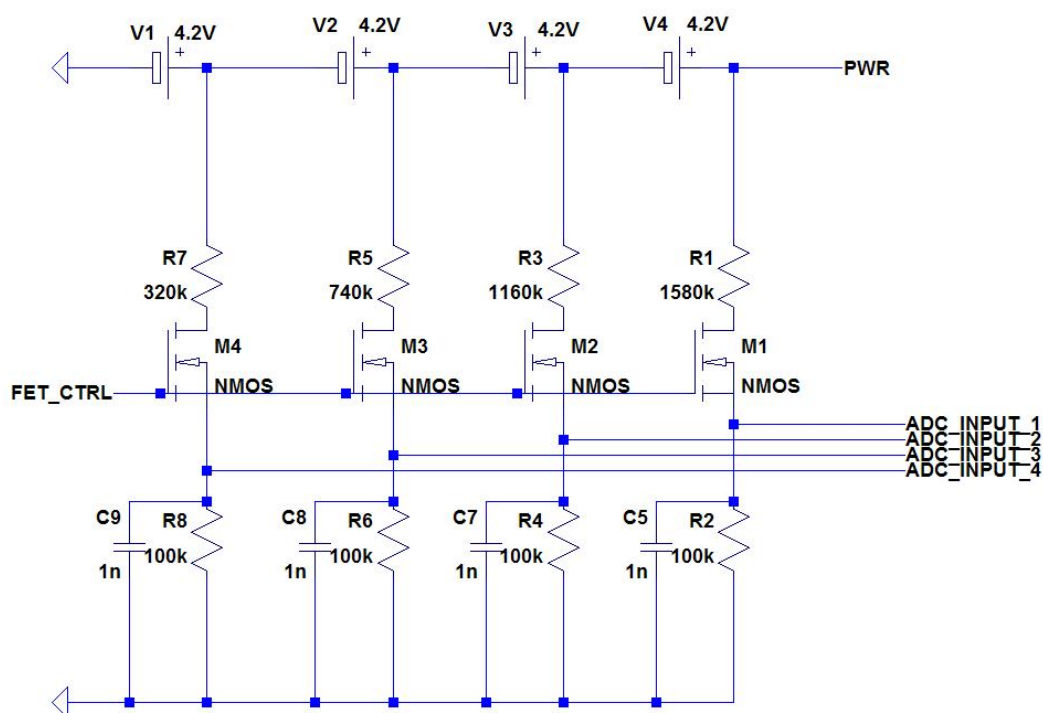 V1 4.2V V2 4.2V V3 4.2V V4 4.2V
+ + + +
PWR
R7 R5 R3 R1
320k 740k 1160k 1580k
M4 M3 M2 M1
FET_CTRL NMOS NMOS NMOS NMOS
ADC_INPUT_1
ADC_INPUT_2
ADC_INPUT_3
ADC_INPUT_4
C9 R8 C8 R6 C7 R4 C5 R2
100k 100k 100k 100k
1n 1n 1n 1n